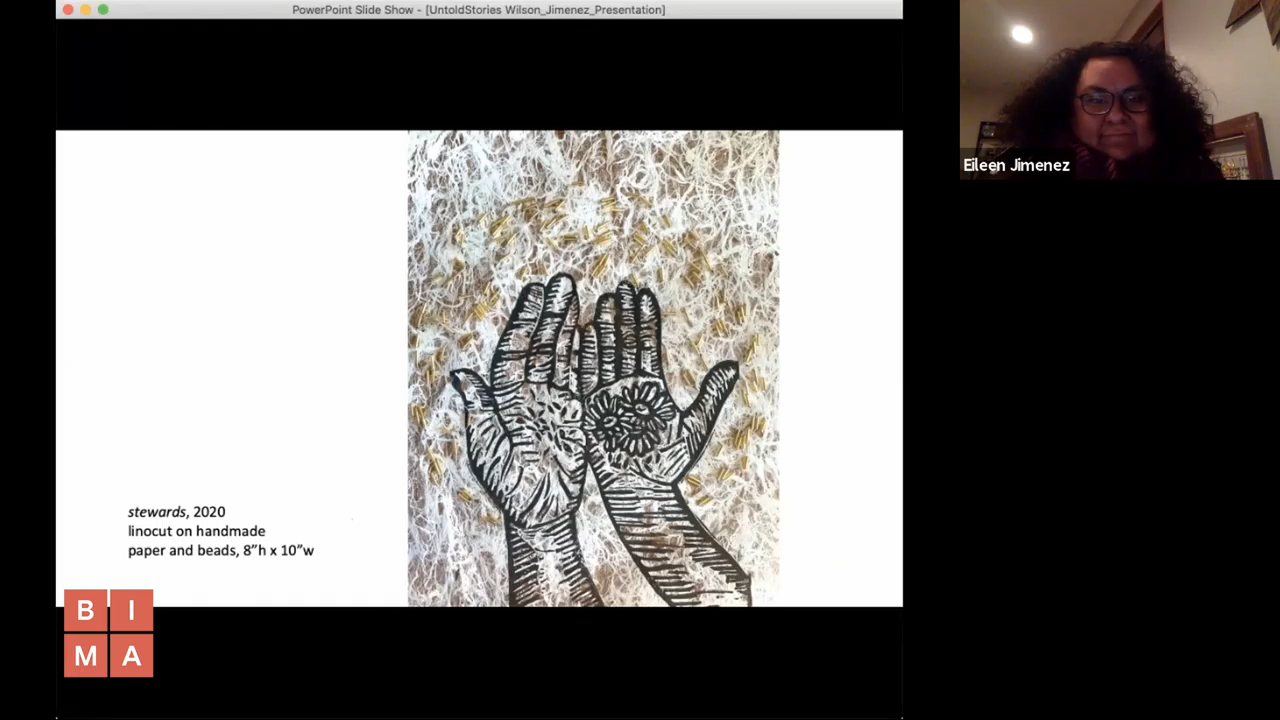 PowerPoint Slide Show - [UntoldStories Wilson_Jimenez_Presentation]
Eileen Jimenez
stewards, 2020
linocut on handmade
paper and beads, 8”h x 10”w
B I
M A